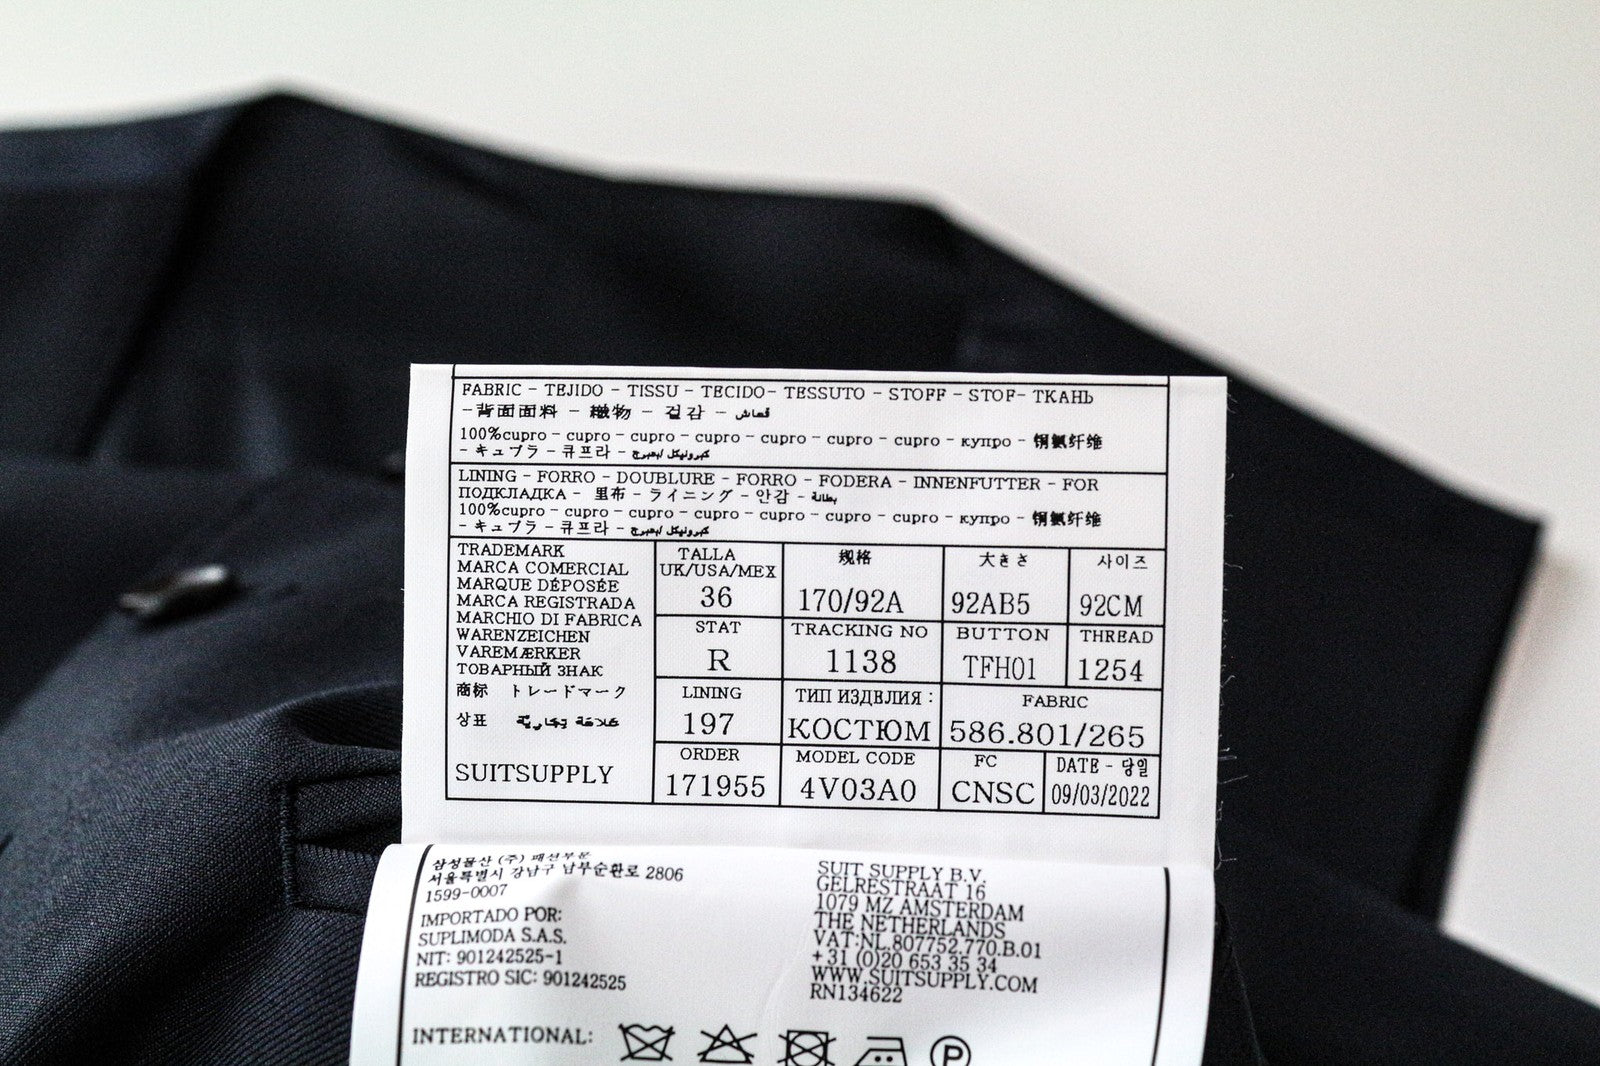 FABRIC - TEJIDO - TISSU - TECIDO- TESSUTO - STOFF - STOF- ТКАНЬ
-背面面料 - 織物 - 겉감 - قماش
100%cupro - cupro - cupro - cupro - cupro - cupro - cupro - купро - 铜氨纤维
- キュプラ - 큐프라 -
LINING - FORRO - DOUBLURE - FORRO - FODERA - INNENFUTTER - FOR
ПОДКЛАДКА - 里布 - ライニング - 안감 - بطانة
100%cupro - cupro - cupro - cupro - cupro - cupro - cupro - купро - 铜氨纤维
- キュプラ - 큐프라 -
TRADEMARK
MARCA COMERCIAL
MARQUE DÉPOSÉE
MARCA REGISTRADA
MARCHIO DI FABRICA
WARENZEICHEN
VAREMÆRKER
ТОВАРНЫЙ ЗНАК
商标 トレードマーク
상표 علامة تجارية
SUITSUPPLY
TALLA
UK/USA/MEX
36
规格
170/92A
大きさ
92AB5
사이즈
92CM
STAT
R
TRACKING NO
1138
BUTTON
TFH01
THREAD
1254
LINING
197
ТИП ИЗДВЛИЯ :
КОСТЮМ
FABRIC
586.801/265
ORDER
171955
MODEL CODE
4V03A0
FC
CNSC
DATE - 당일
09/03/2022
삼성물산 (주) 패션부문
서울특별시 강남구 남부순환로 2806
1599-0007
IMPORTADO POR:
SUPLIMODA S.A.S.
NIT: 901242525-1
REGISTRO SIC: 901242525
SUIT SUPPLY B.V.
GELRESTRAAT 16
1079 MZ AMSTERDAM
THE NETHERLANDS
VAT:NL.807752.770.B.01
+31 (0)20 653 35 34
WWW.SUITSUPPLY.COM
RN134622
INTERNATIONAL:
P